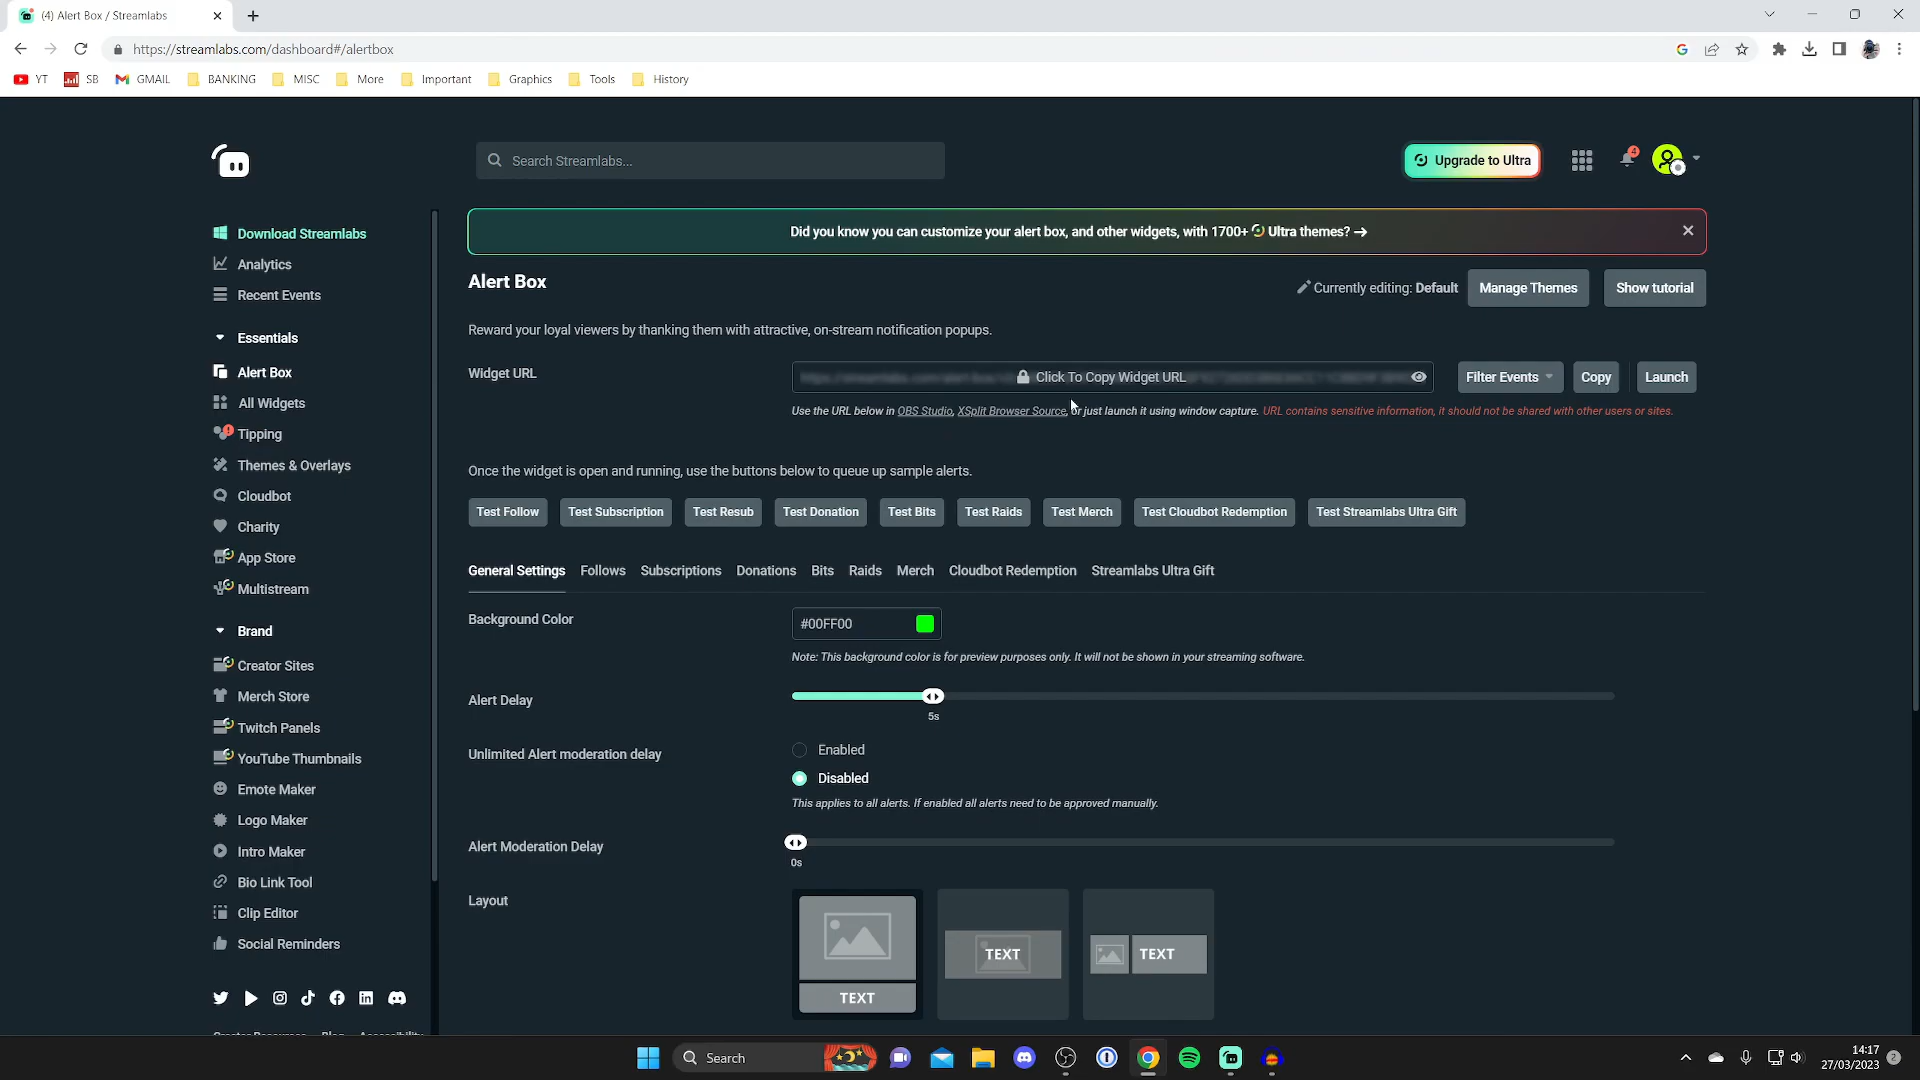 (4) Alert Box / Streamlabs
https://streamlabs.com/dashboard#/alertbox
YT
SB
GMAIL
BANKING
MISC
More
Important
Graphics
Tools
History
Search Streamlabs...
Upgrade to Ultra
4
Did you know you can customize your alert box, and other widgets, with 1700+ Ultra themes? →
Download Streamlabs
Analytics
Recent Events
Essentials
Alert Box
All Widgets
Tipping
Themes & Overlays
Cloudbot
Charity
App Store
Multistream
Brand
Creator Sites
Merch Store
Twitch Panels
YouTube Thumbnails
Emote Maker
Logo Maker
Intro Maker
Bio Link Tool
Clip Editor
Social Reminders
Creator Resources Blog Accessibility
Alert Box
Currently editing: Default
Manage Themes
Show tutorial
Reward your loyal viewers by thanking them with attractive, on-stream notification popups.
Widget URL
Click To Copy Widget URL
Filter Events
Copy
Launch
Use the URL below in OBS Studio, XSplit Browser Source, or just launch it using window capture. URL contains sensitive information, it should not be shared with other users or sites.
Once the widget is open and running, use the buttons below to queue up sample alerts.
Test Follow
Test Subscription
Test Resub
Test Donation
Test Bits
Test Raids
Test Merch
Test Cloudbot Redemption
Test Streamlabs Ultra Gift
General Settings
Follows
Subscriptions
Donations
Bits
Raids
Merch
Cloudbot Redemption
Streamlabs Ultra Gift
Background Color
#00FF00
Note: This background color is for preview purposes only. It will not be shown in your streaming software.
Alert Delay
5s
Unlimited Alert moderation delay
Enabled
Disabled
This applies to all alerts. If enabled all alerts need to be approved manually.
Alert Moderation Delay
0s
Layout
TEXT
TEXT
TEXT
Search
14:17
27/03/2023
2